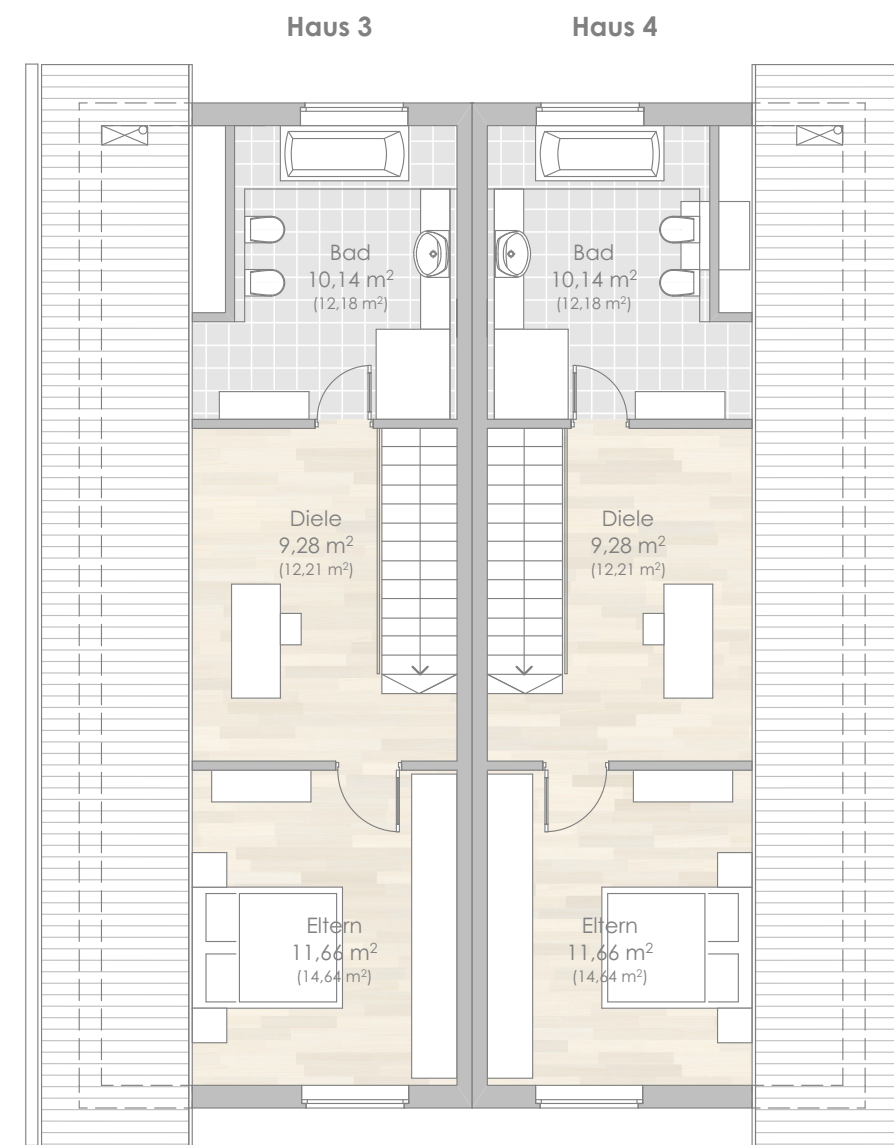 Haus 3
Haus 4
Bad
10,14 m²
(12,18 m²)
Bad
10,14 m²
(12,18 m²)
Diele
9,28 m²
(12,21 m²)
Diele
9,28 m²
(12,21 m²)
Eltern
11,66 m²
(14,64 m²)
Eltern
11,66 m²
(14,64 m²)